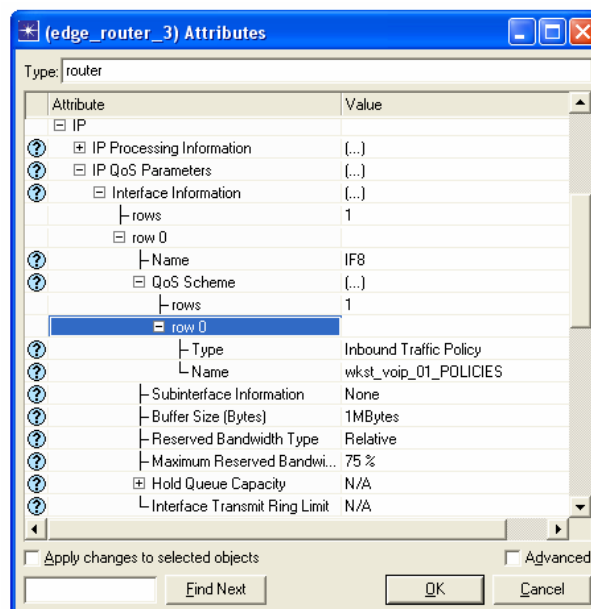 (edge_router_3) Attributes
Type: router
Attribute Value
IP
IP Processing Information (...)
IP QoS Parameters (...)
Interface Information (...)
rows 1
row 0
Name IF8
QoS Scheme (...)
rows 1
row 0
Type Inbound Traffic Policy
Name wkst_voip_01_POLICIES
Subinterface Information None
Buffer Size (Bytes) 1MBytes
Reserved Bandwidth Type Relative
Maximum Reserved Bandwi... 75 %
Hold Queue Capacity N/A
Interface Transmit Ring Limit N/A
Apply changes to selected objects Advanced
Find Next OK Cancel